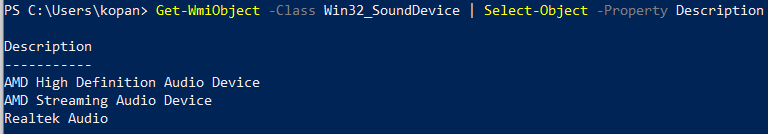 PS C:\Users\kopan> Get-WmiObject -Class Win32_SoundDevice | Select-Object -Property Description
Description
-----------
AMD High Definition Audio Device
AMD Streaming Audio Device
Realtek Audio